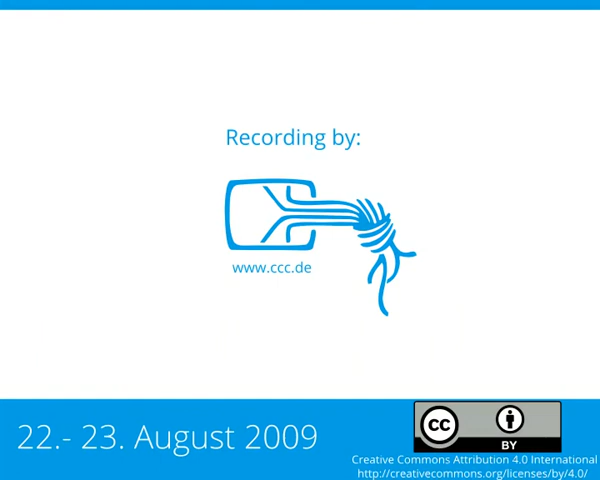 Recording by:
www.ccc.de
22.- 23. August 2009
CC
BY
Creative Commons Attribution 4.0 International
http://creativecommons.org/licenses/by/4.0/